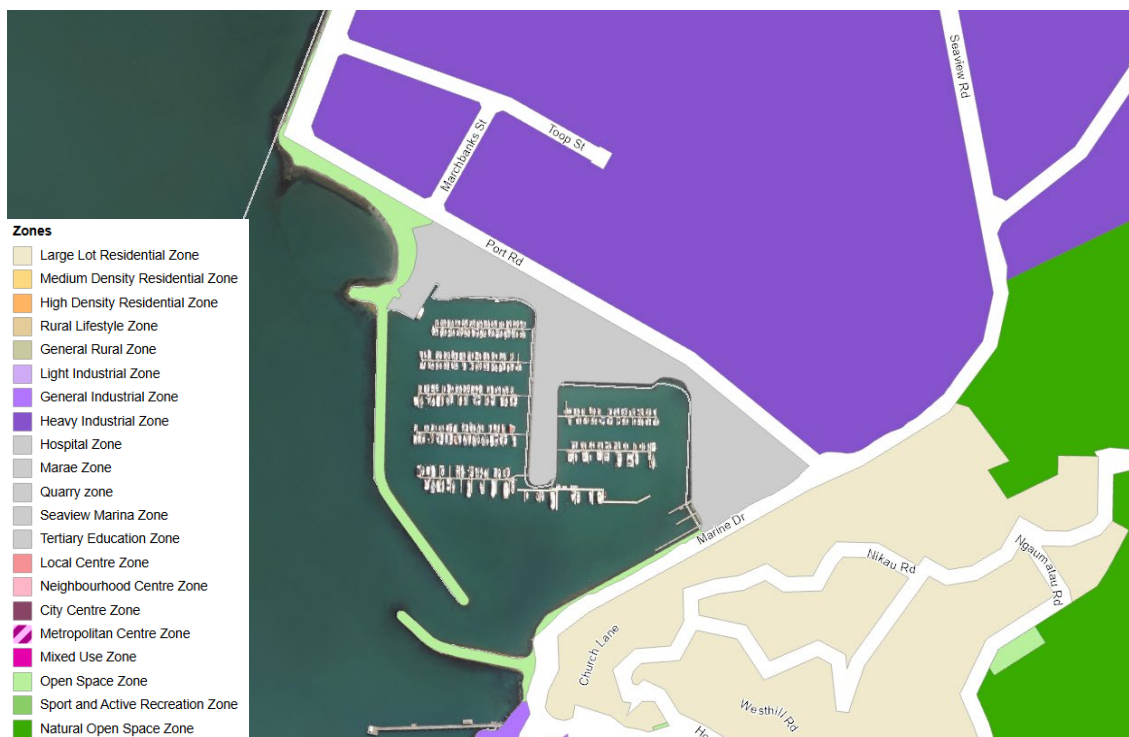 Seaview Rd
Toop St
Marchbanks St
Port Rd
Zones
Large Lot Residential Zone
Medium Density Residential Zone
High Density Residential Zone
Rural Lifestyle Zone
General Rural Zone
Light Industrial Zone
General Industrial Zone
Heavy Industrial Zone
Hospital Zone
Marae Zone
Quarry zone
Seaview Marina Zone
Tertiary Education Zone
Local Centre Zone
Neighbourhood Centre Zone
City Centre Zone
Metropolitan Centre Zone
Mixed Use Zone
Open Space Zone
Sport and Active Recreation Zone
Natural Open Space Zone
Marine Dr
Nikau Rd
Ngaumatau Rd
Church Lane
Westhill Rd